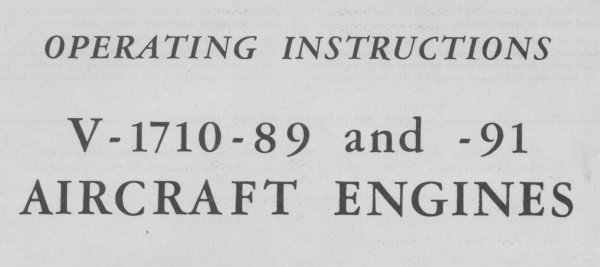 OPERATING INSTRUCTIONS
V-1710-89 and -91
AIRCRAFT ENGINES